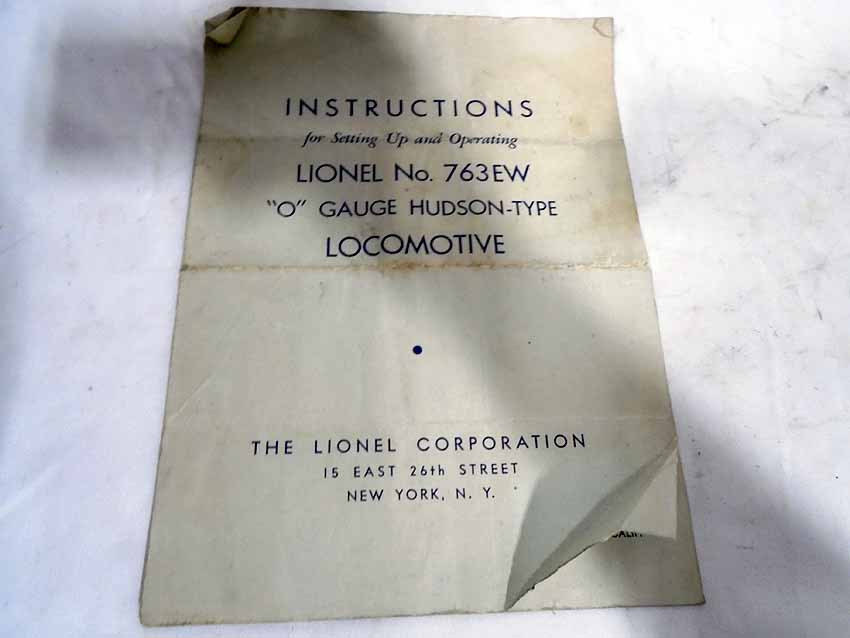 INSTRUCTIONS
for Setting Up and Operating
LIONEL No. 763EW
"O" GAUGE HUDSON-TYPE
LOCOMOTIVE
•
THE LIONEL CORPORATION
15 EAST 26th STREET
NEW YORK, N. Y.